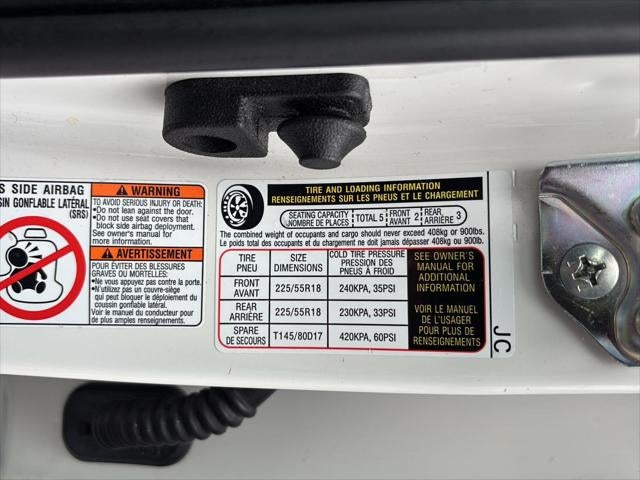 S SIDE AIRBAG
SIN GONFLABLE LATÉRAL
(SRS)
WARNING
TO AVOID SERIOUS INJURY OR DEATH:
•Do not lean against the door.
•Do not use seat covers that
block side airbag deployment.
See owner's manual for
more information.
AVERTISSEMENT
POUR ÉVITER DES BLESSURES
GRAVES OU MORTELLES:
•Ne vous appuyez pas contre la porte.
•N'utilisez pas un couvre-siège
qui peut bloquer le déploiement du
coussin gonflable latéral.
Voir le manuel du conducteur pour
de plus amples renseignements.
TIRE AND LOADING INFORMATION
RENSEIGNEMENTS SUR LES PNEUS ET LE CHARGEMENT
SEATING CAPACITY
NOMBRE DE PLACES
TOTAL 5
FRONT
AVANT 2
REAR
ARRIÈRE 3
The combined weight of occupants and cargo should never exceed 408kg or 900lbs.
Le poids total des occupants et du chargement ne doit jamais dépasser 408kg ou 900lb.
TIRE
PNEU
SIZE
DIMENSIONS
COLD TIRE PRESSURE
PRESSION DES
PNEUS À FROID
FRONT
AVANT
225/55R18
240KPA, 35PSI
REAR
ARRIÈRE
225/55R18
230KPA, 33PSI
SPARE
DE SECOURS
T145/80D17
420KPA, 60PSI
SEE OWNER'S
MANUAL FOR
ADDITIONAL
INFORMATION
VOIR LE MANUEL
DE L'USAGER
POUR PLUS DE
RENSEIGNEMENTS
JC